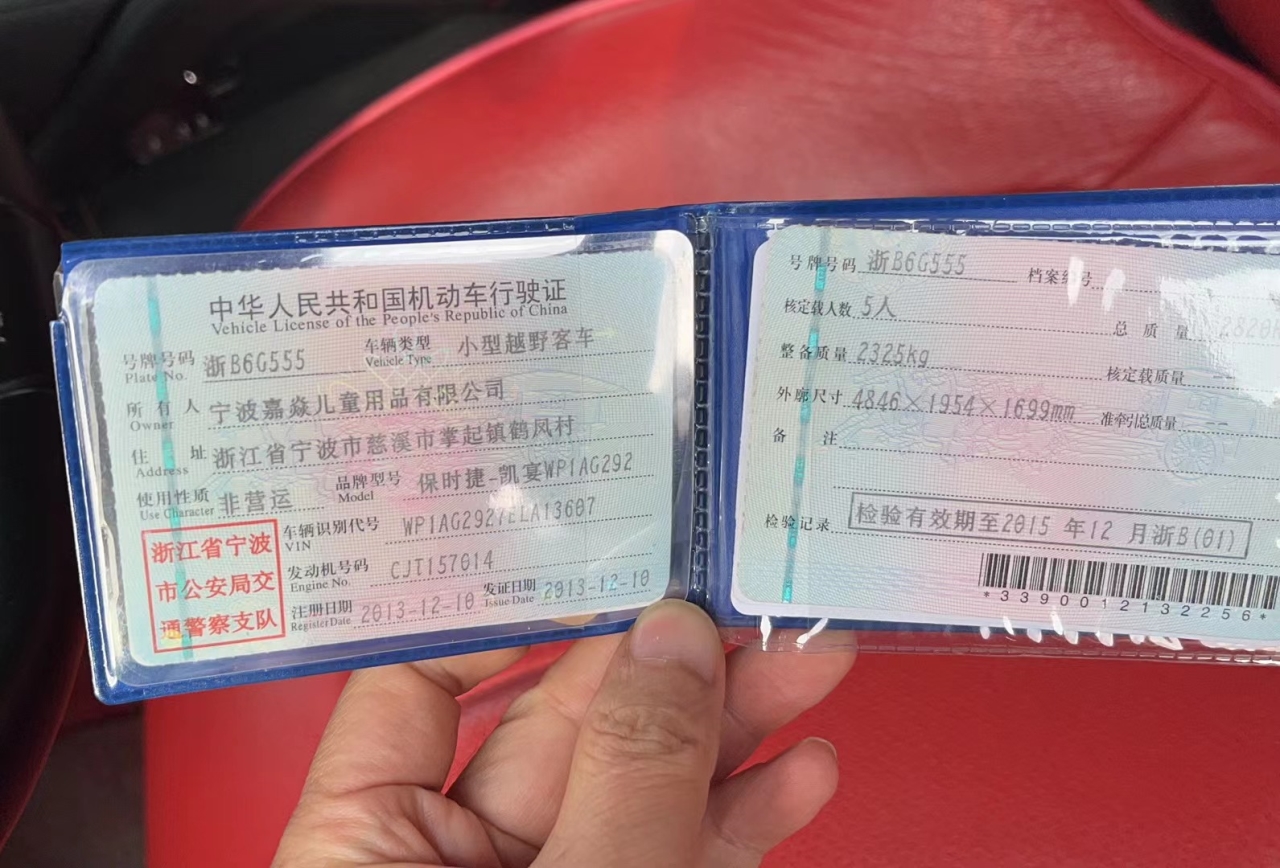 中华人民共和国机动车行驶证
Vehicle License of the People's Republic of China
号牌号码 浙B6G555 车辆类型 小型越野客车
Plate No. Vehicle Type
所有人 宁波嘉焱儿童用品有限公司
Owner
住址 浙江省宁波市慈溪市掌起镇鹤凤村
Address
使用性质 非营运 品牌型号 保时捷-凯宴WP1AG292
Use Character Model
浙江省宁波
市公安局交
通警察支队
车辆识别代号 WP1AG2927ELA13607
VIN
发动机号码 CJT157014
Engine No.
注册日期 2013-12-10 发证日期 2013-12-10
Register Date Issue Date
号牌号码 浙B6G555 档案编号
核定载人数 5人 总质量
整备质量 2325kg 核定载质量 --
外廓尺寸 4846×1954×1699mm 准牵引总质量 --
备注
检验记录 检验有效期至2015年12月浙B(01)
*3390012132256*